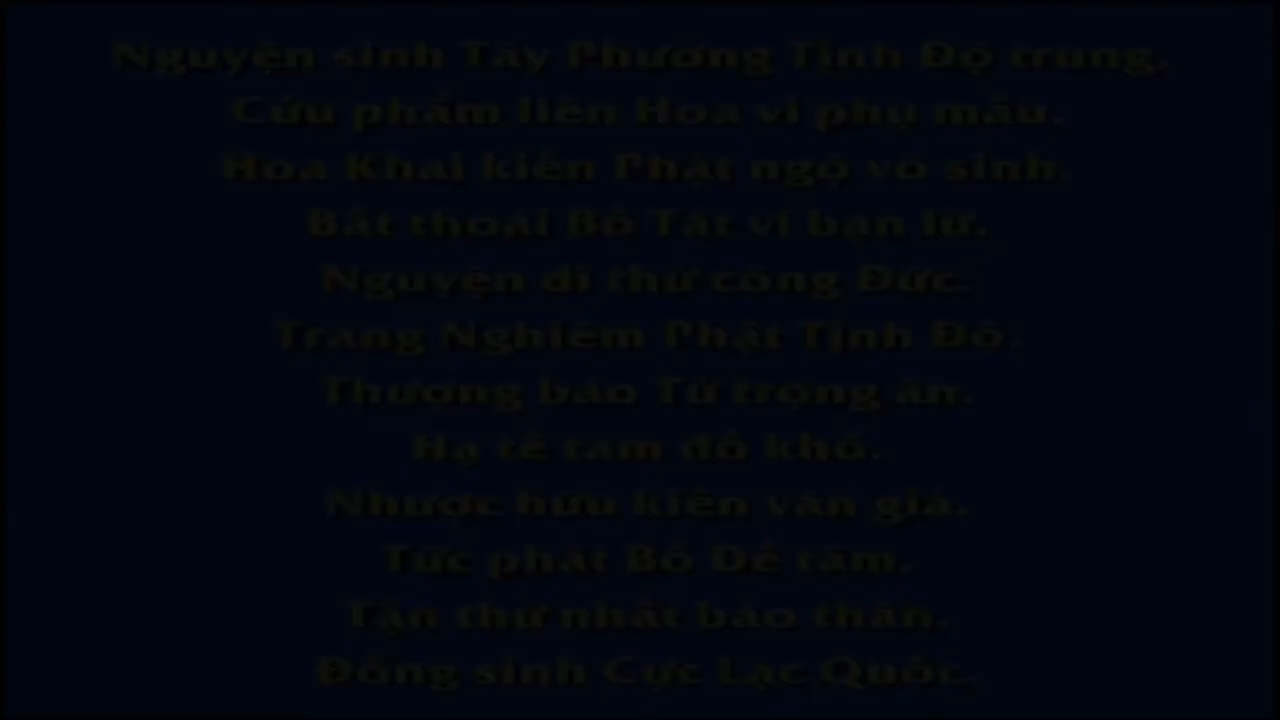 Nguyện sinh Tây Phương Tịnh Độ trung,
Cửu phẩm liên Hoa vi phụ mẫu.
Hoa Khai kiến Phật ngộ vô sinh.
Bất thoái Bồ Tát vi bạn lữ.
Nguyện dĩ thử công Đức.
Trang Nghiêm Phật Tịnh Độ.
Thượng báo Tứ trọng ân.
Hạ tế tam đồ khổ.
Nhược hữu kiến văn giả.
Tức phát Bồ Đề tâm.
Tận thử nhất báo thân.
Đồng sinh Cực Lạc Quốc.